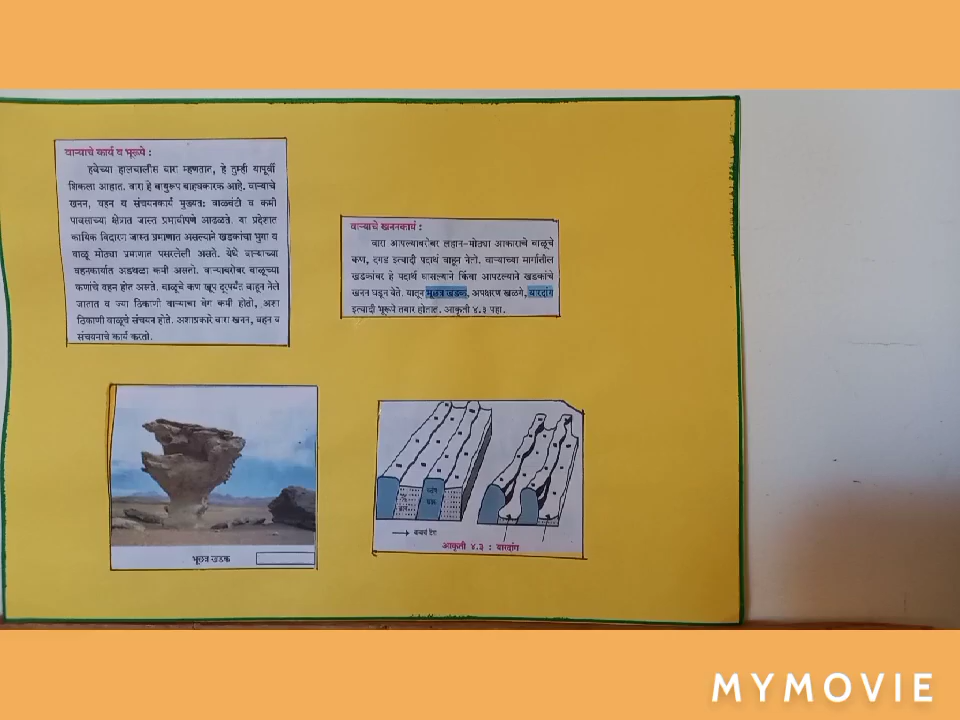 वाऱ्याचे कार्य व भूरूपे :
हवेच्या हालचालीस वारा म्हणतात, हे तुम्ही यापूर्वी
शिकला आहात. वारा हे वायुरूप बाह्यकारक आहे. वाऱ्याचे
खनन, वहन व संचयनकार्य मुख्यत: वाळवंटी व कमी
पावसाच्या क्षेत्रात जास्त प्रभावीपणे आढळते. या प्रदेशात
कायिक विदारण जास्त प्रमाणात असल्याने खडकांचा भुगा व
वाळू मोठ्या प्रमाणात पसरलेली असते. येथे वाऱ्याच्या
वहनकार्यात अडथळा कमी असतो. वाऱ्याबरोबर वाळूच्या
कणांचे वहन होत असते. वाळूचे कण खूप दूरपर्यंत वाहून नेले
जातात व ज्या ठिकाणी वाऱ्याचा वेग कमी होतो, अशा
ठिकाणी वाळूचे संचयन होते. अशाप्रकारे वारा खनन, वहन व
संचयनाचे कार्य करतो.
वाऱ्याचे खननकार्य :
वारा आपल्याबरोबर लहान-मोठ्या आकाराचे वाळूचे
कण, दगड इत्यादी पदार्थ वाहून नेतो. वाऱ्याच्या मार्गातील
खडकांवर हे पदार्थ घासल्याने किंवा आपटल्याने खडकांचे
खनन घडून येते. यातून भूछत्र खडक, अपक्षरण खळगे, यारदांग
इत्यादी भूरूपे तयार होतात. आकृती ४.३ पहा.
भूछत्र खडक
आकृती ४.३ : यारदांग
MYMOVIE